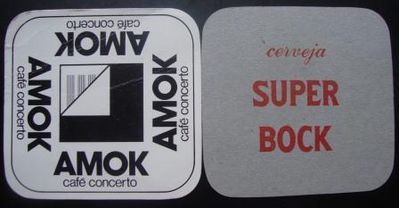 AMOK
café concerto
AMOK
café concerto
AMOK
café concerto
AMOK
café concerto
cerveja
SUPER
BOCK